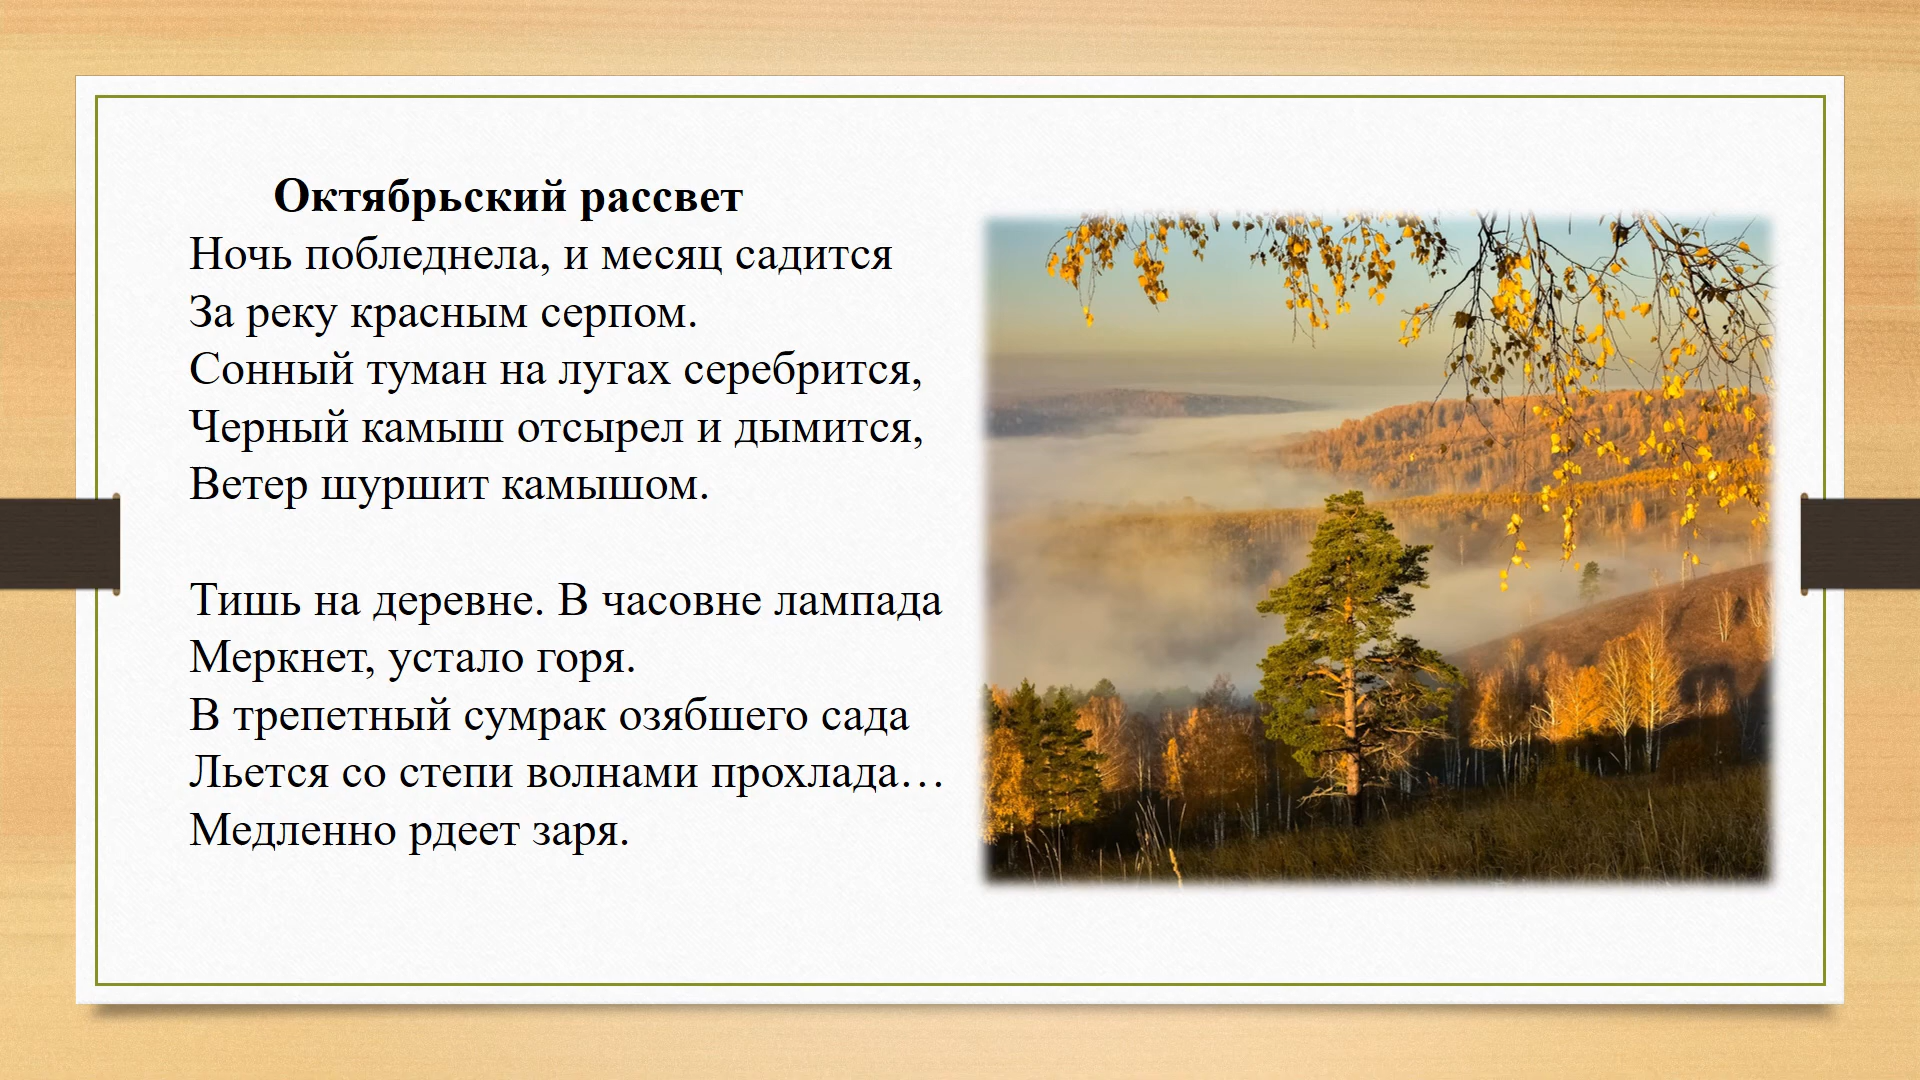 Октябрьский рассвет
Ночь побледнела, и месяц садится
За реку красным серпом.
Сонный туман на лугах серебрится,
Черный камыш отсырел и дымится,
Ветер шуршит камышом.
Тишь на деревне. В часовне лампада
Меркнет, устало горя.
В трепетный сумрак озябшего сада
Льется со степи волнами прохлада…
Медленно рдеет заря.